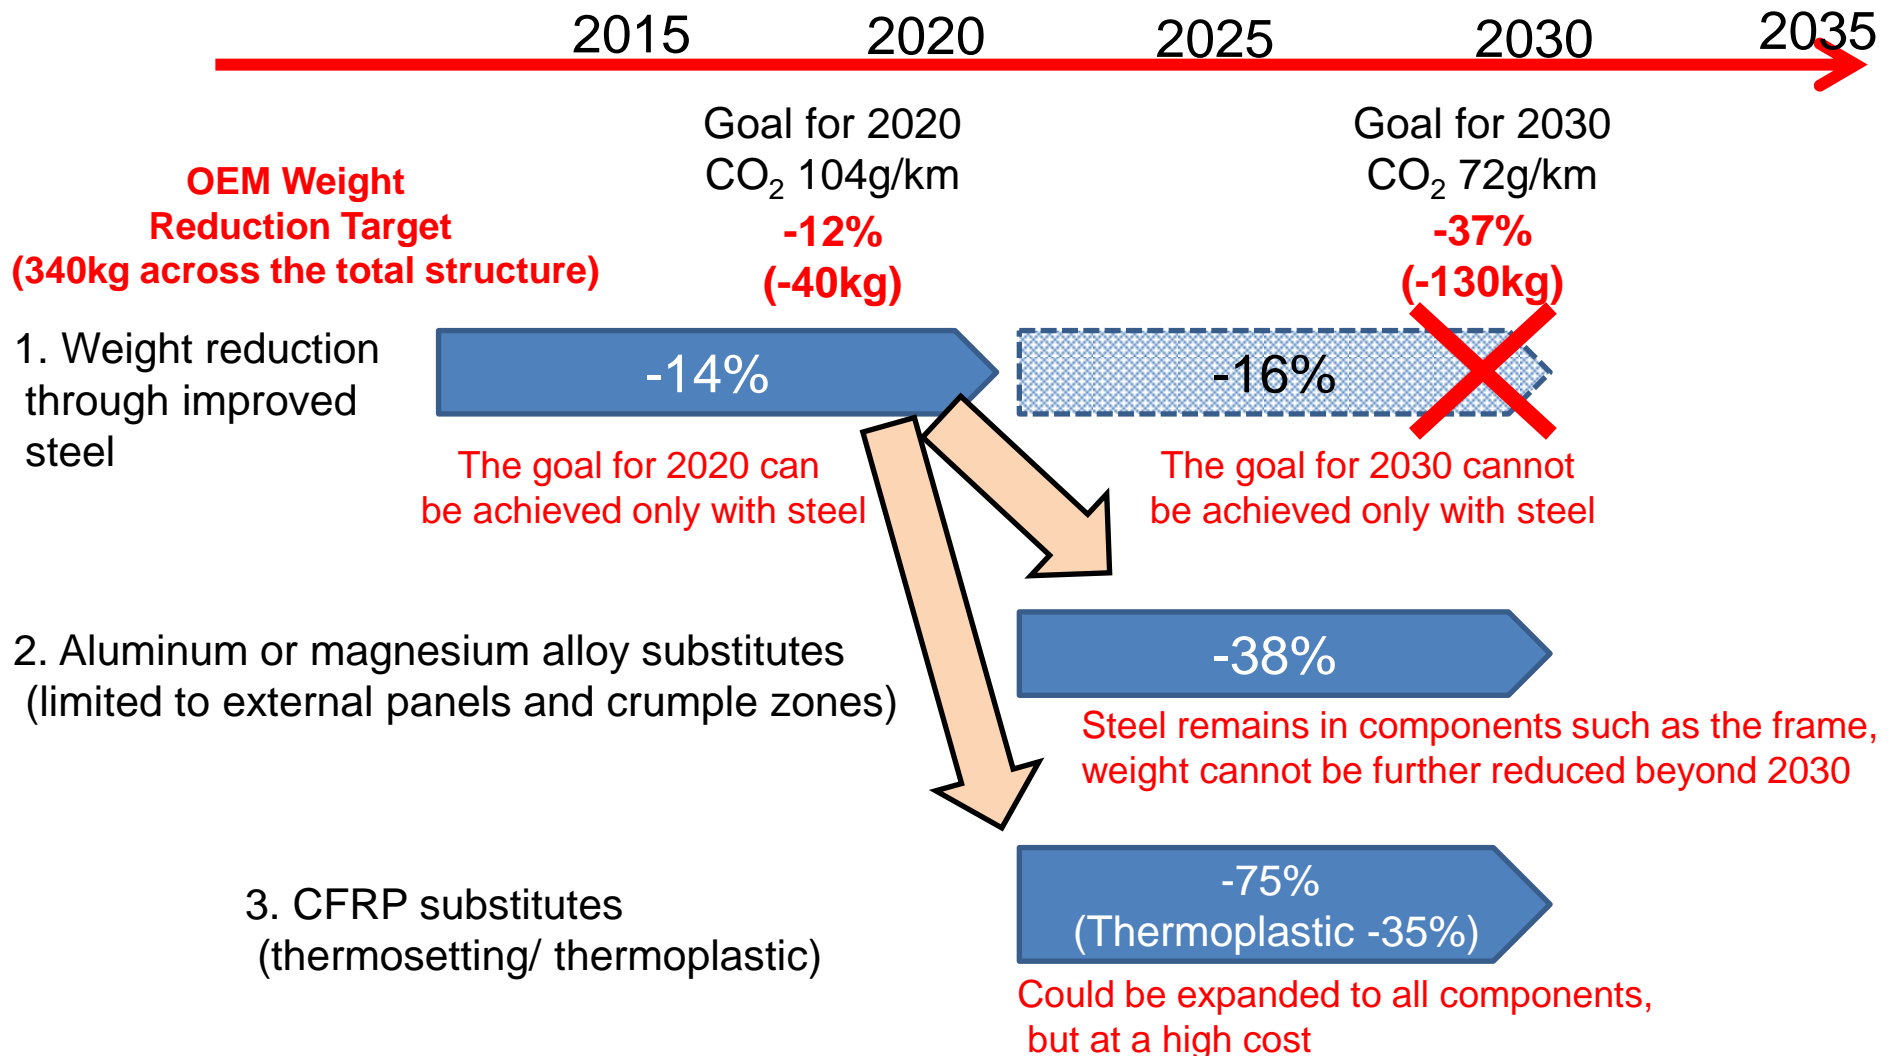 2015 2020 2025 2030 2035
Goal for 2020
CO₂ 104g/km
-12%
(-40kg)
Goal for 2030
CO₂ 72g/km
-37%
(-130kg)
OEM Weight
Reduction Target
(340kg across the total structure)
1. Weight reduction
through improved
steel
-14%
-16%
The goal for 2020 can
be achieved only with steel
The goal for 2030 cannot
be achieved only with steel
2. Aluminum or magnesium alloy substitutes
(limited to external panels and crumple zones)
-38%
Steel remains in components such as the frame,
weight cannot be further reduced beyond 2030
3. CFRP substitutes
(thermosetting/ thermoplastic)
-75%
(Thermoplastic -35%)
Could be expanded to all components,
but at a high cost